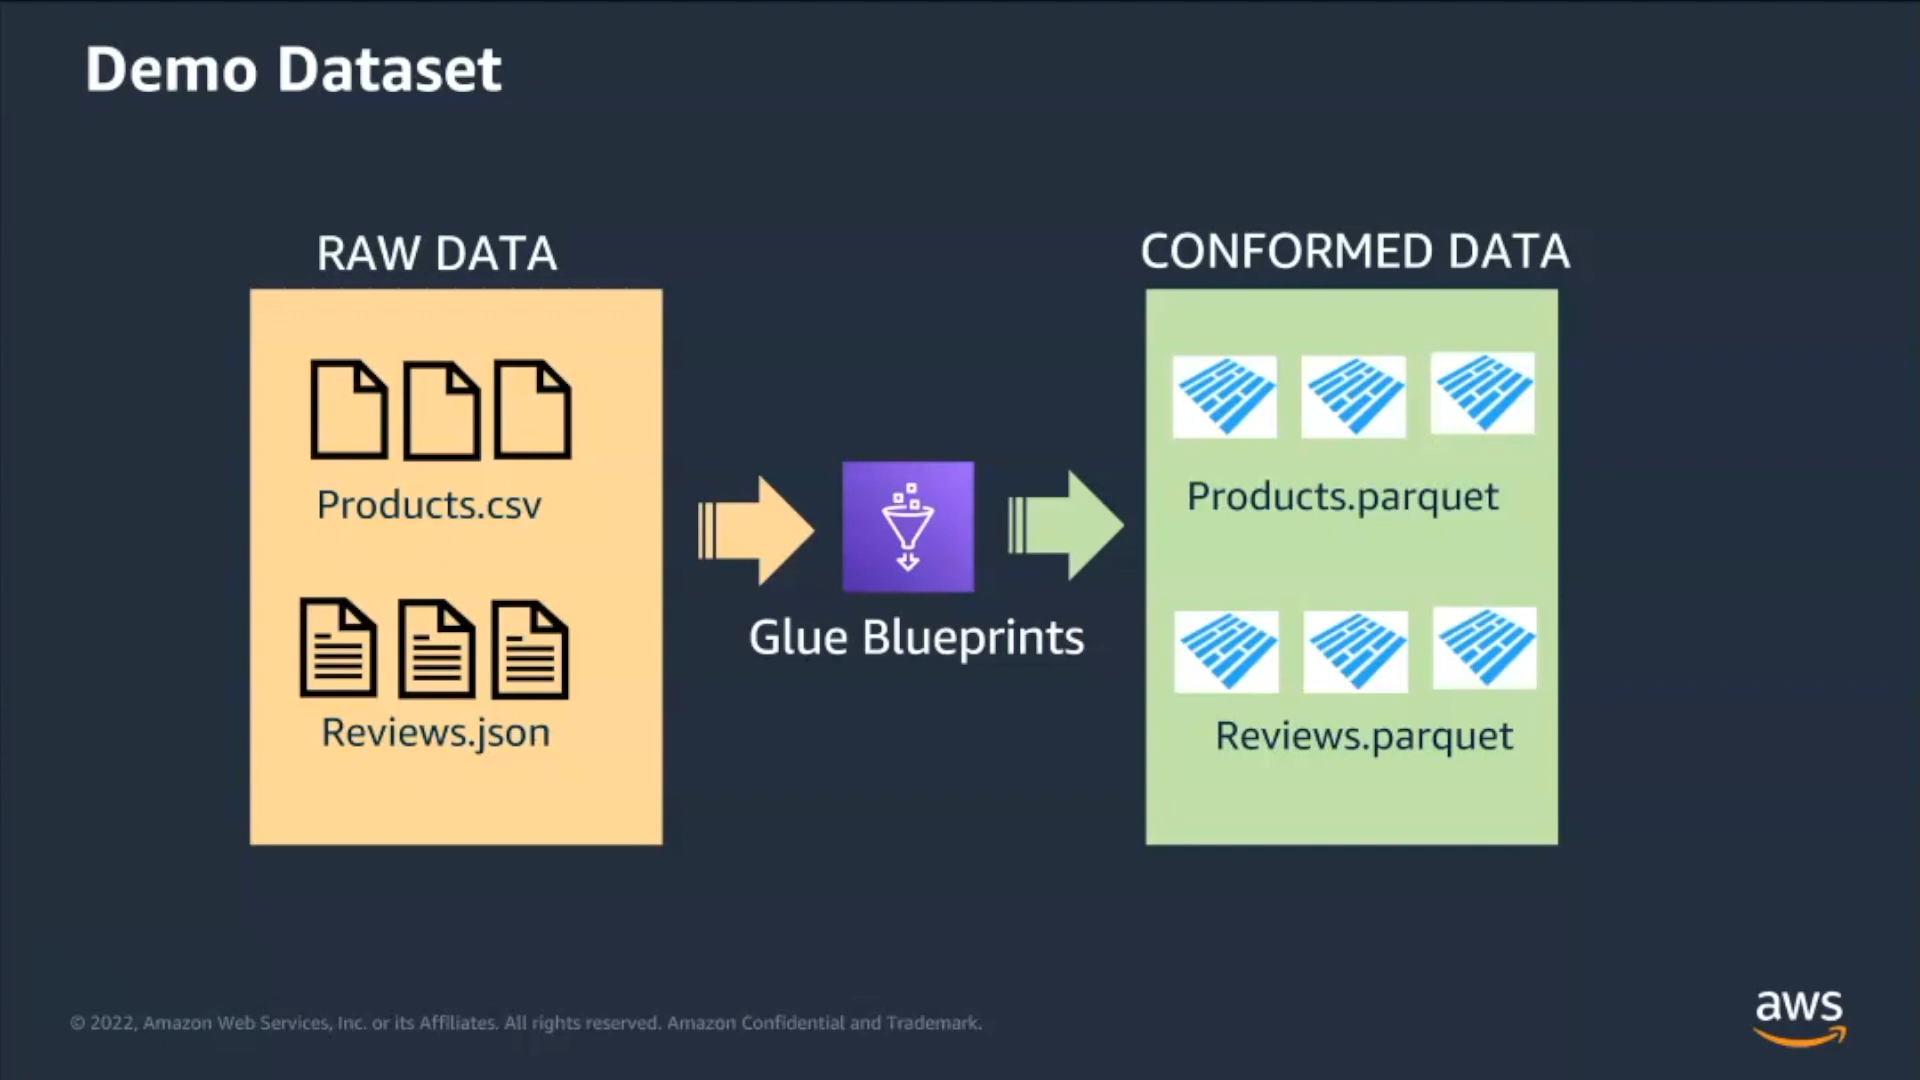 Demo Dataset
RAW DATA
Products.csv
Reviews.json
Glue Blueprints
CONFORMED DATA
Products.parquet
Reviews.parquet
© 2022, Amazon Web Services, Inc. or its Affiliates. All rights reserved. Amazon Confidential and Trademark.
aws